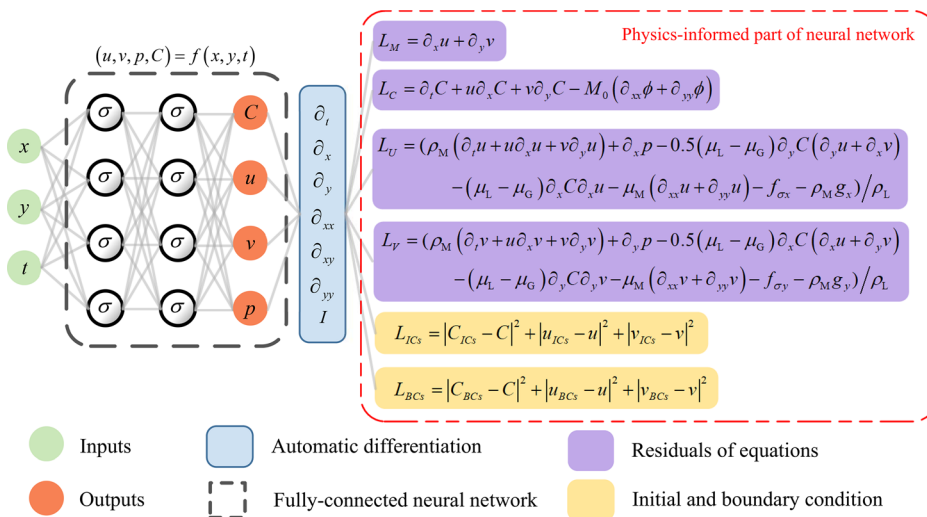 (u, v, p, C) = f(x, y, t)
x
y
t
σ σ
σ σ
σ σ
σ σ
C
u
v
p
∂ₜ
∂ₓ
∂_y
∂ₓₓ
∂_xy
∂_yy
I
Physics-informed part of neural network
L_M = ∂_x u + ∂_y v
L_C = ∂_t C + u∂_x C + v∂_y C − M_0 (∂_xx ϕ + ∂_yy ϕ)
L_U = (ρ_M (∂_t u + u∂_x u + v∂_y u) + ∂_x p − 0.5(μ_L − μ_G) ∂_y C (∂_y u + ∂_x v)
−(μ_L − μ_G) ∂_x C∂_x u − μ_M (∂_xx u + ∂_yy u) − f_σx − ρ_M g_x)/ρ_L
L_V = (ρ_M (∂_t v + u∂_x v + v∂_y v) + ∂_y p − 0.5(μ_L − μ_G) ∂_x C (∂_x u + ∂_y v)
−(μ_L − μ_G) ∂_y C∂_y v − μ_M (∂_xx v + ∂_yy v) − f_σy − ρ_M g_y)/ρ_L
L_ICs = |C_ICs − C|² + |u_ICs − u|² + |v_ICs − v|²
L_BCs = |C_BCs − C|² + |u_BCs − u|² + |v_BCs − v|²
Inputs
Automatic differentiation
Residuals of equations
Outputs
Fully-connected neural network
Initial and boundary condition